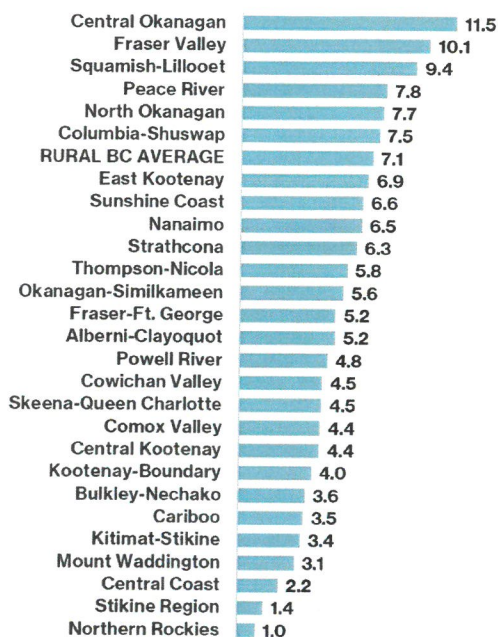 Central Okanagan 11.5
Fraser Valley 10.1
Squamish-Lillooet 9.4
Peace River 7.8
North Okanagan 7.7
Columbia-Shuswap 7.5
RURAL BC AVERAGE 7.1
East Kootenay 6.9
Sunshine Coast 6.6
Nanaimo 6.5
Strathcona 6.3
Thompson-Nicola 5.8
Okanagan-Similkameen 5.6
Fraser-Ft. George 5.2
Alberni-Clayoquot 5.2
Powell River 4.8
Cowichan Valley 4.5
Skeena-Queen Charlotte 4.5
Comox Valley 4.4
Central Kootenay 4.4
Kootenay-Boundary 4.0
Bulkley-Nechako 3.6
Cariboo 3.5
Kitimat-Stikine 3.4
Mount Waddington 3.1
Central Coast 2.2
Stikine Region 1.4
Northern Rockies 1.0